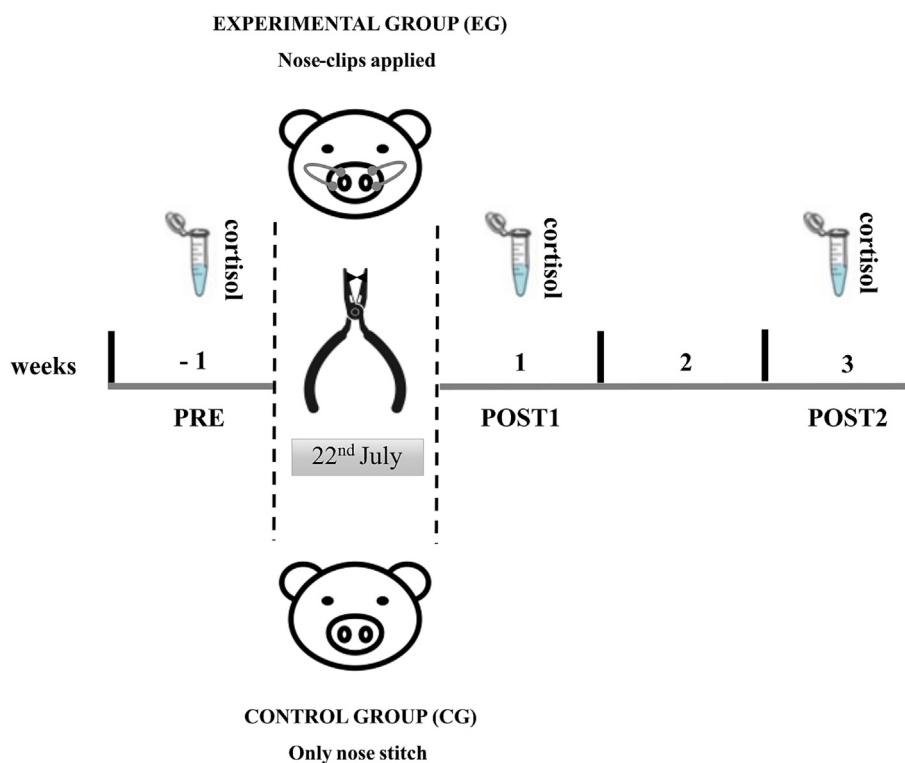 EXPERIMENTAL GROUP (EG)
Nose-clips applied
cortisol
cortisol
cortisol
weeks
- 1
1
2
3
PRE
POST1
POST2
22nd July
CONTROL GROUP (CG)
Only nose stitch